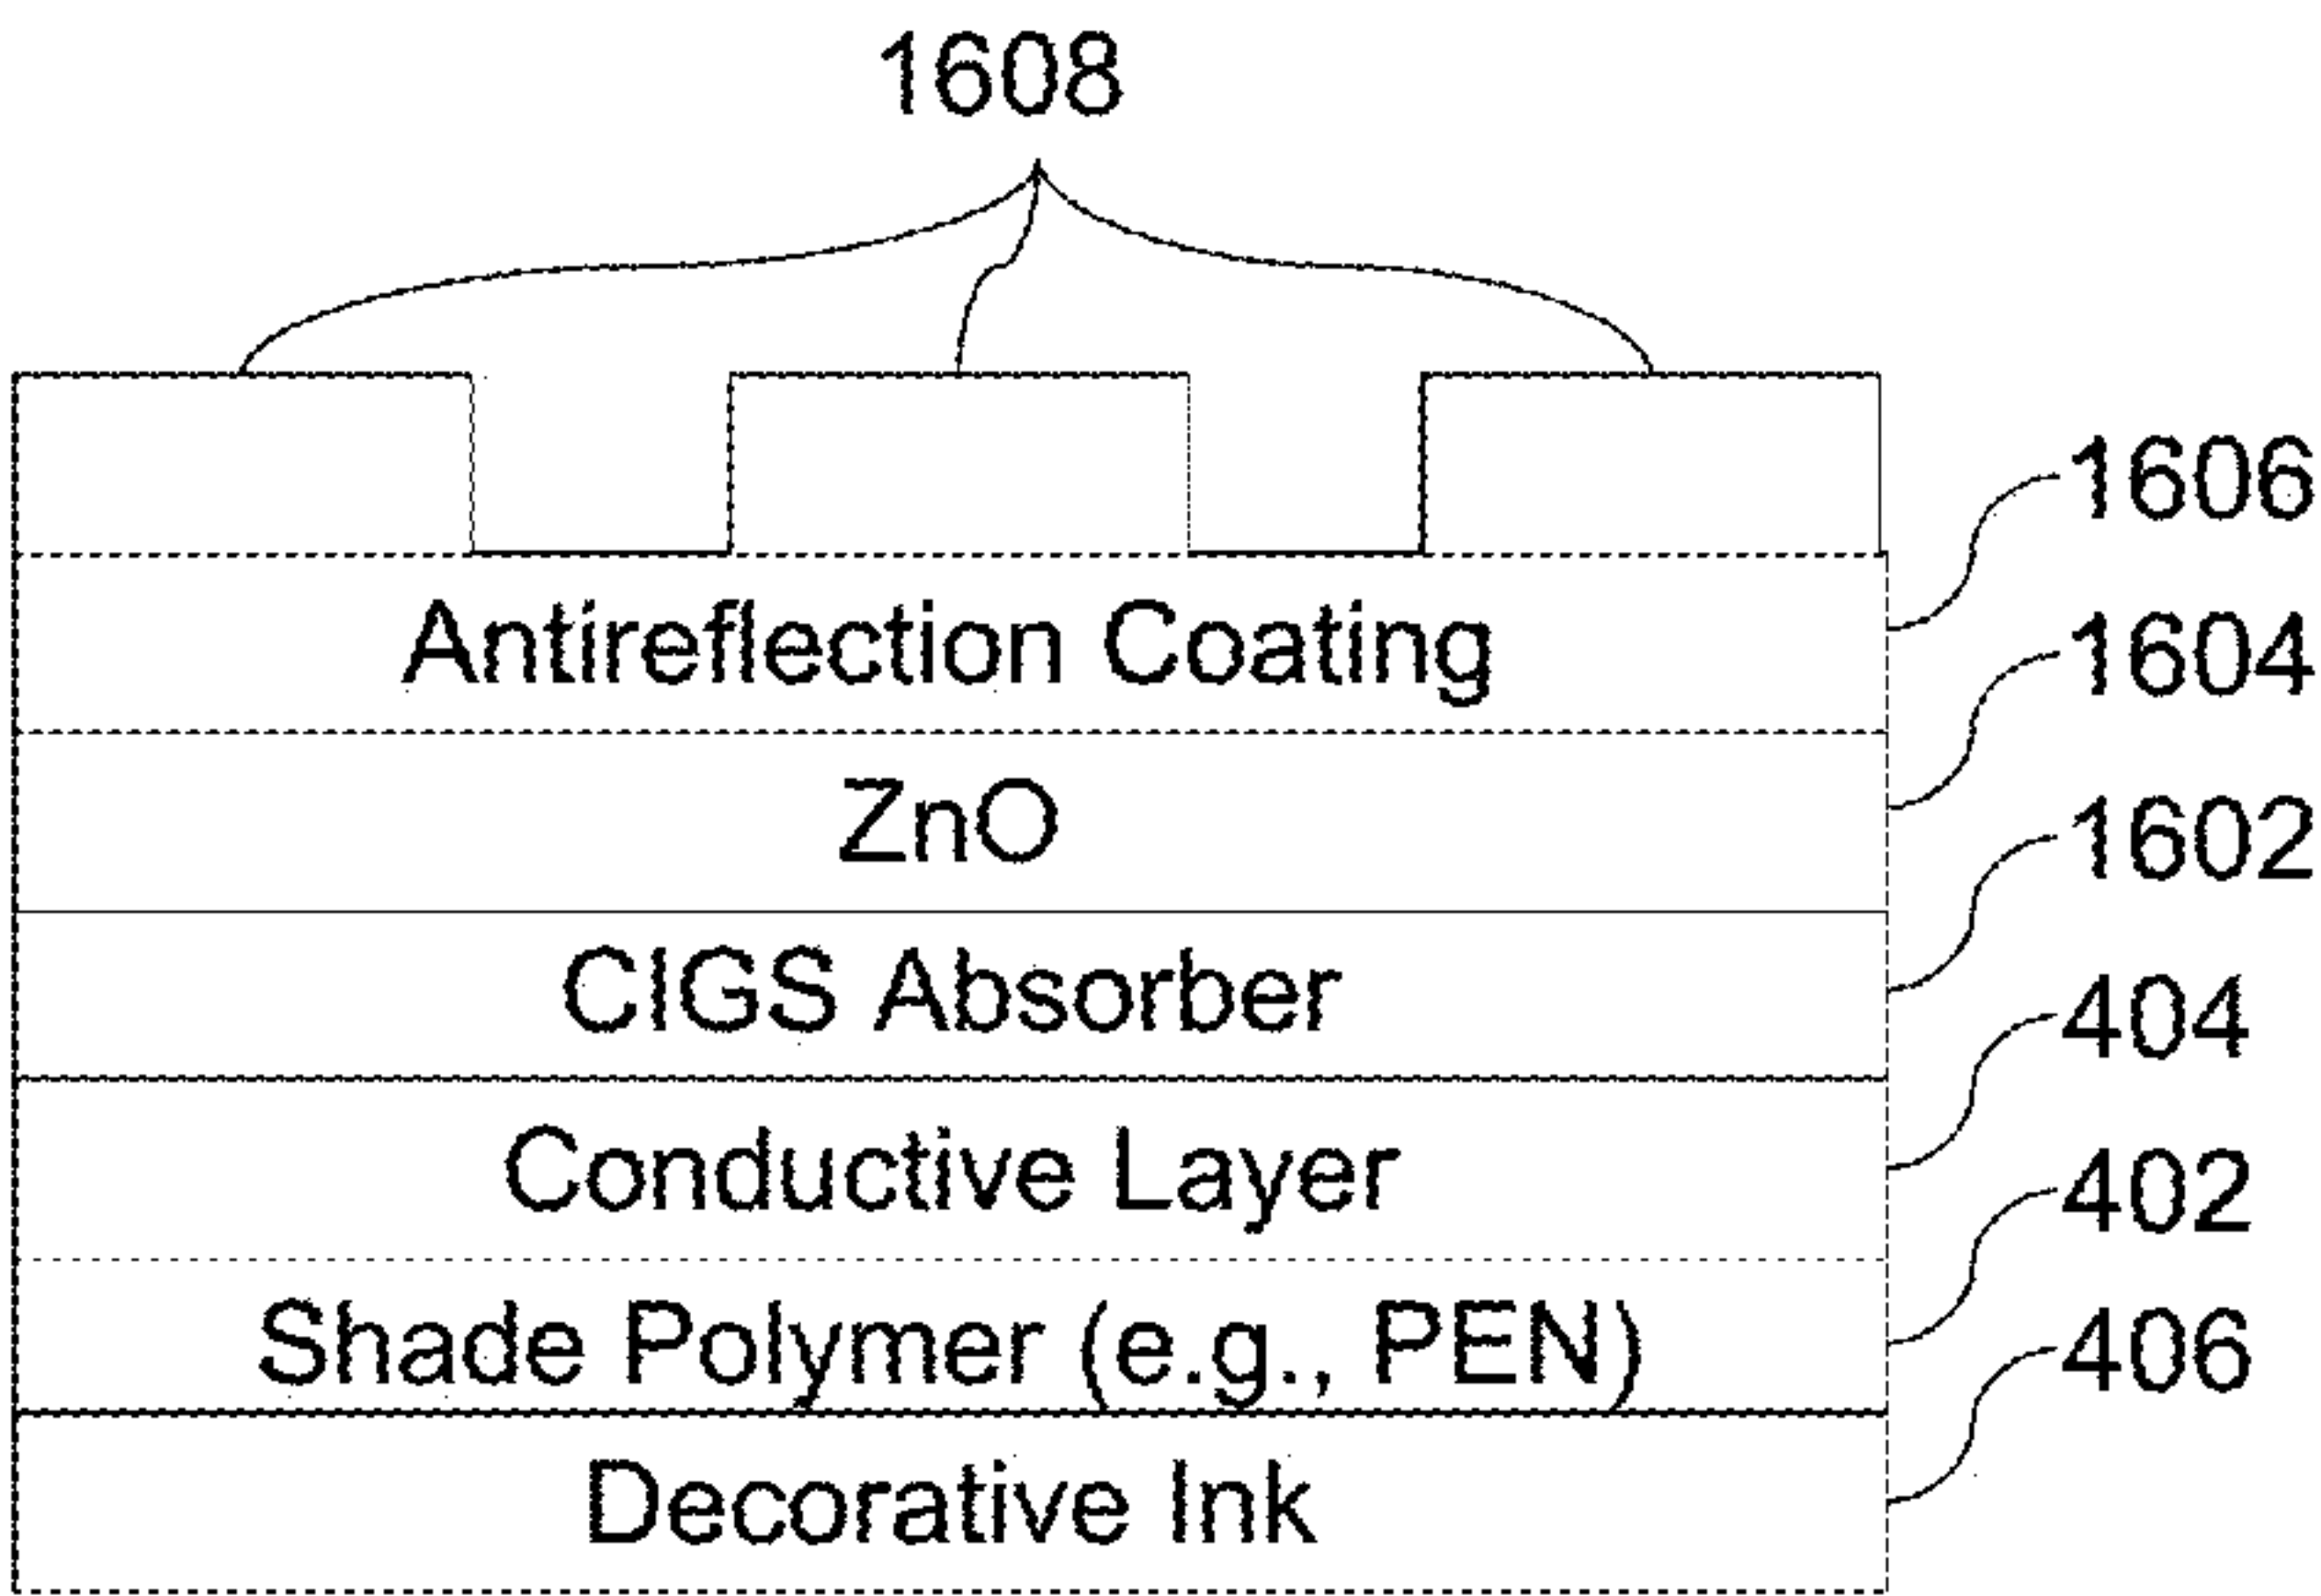 1608
1606
Antireflection Coating
1604
ZnO
1602
CIGS Absorber
404
Conductive Layer
402
Shade Polymer (e.g., PEN)
406
Decorative Ink